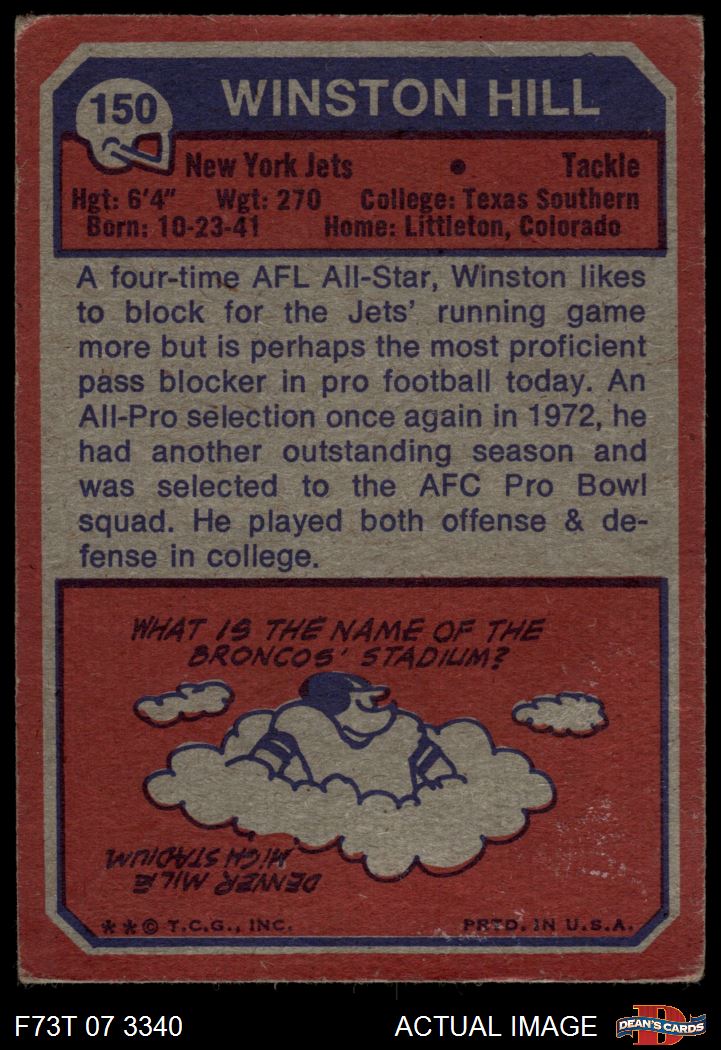 150
WINSTON HILL
New York Jets • Tackle
Hgt: 6'4" Wgt: 270 College: Texas Southern
Born: 10-23-41 Home: Littleton, Colorado
A four-time AFL All-Star, Winston likes
to block for the Jets' running game
more but is perhaps the most proficient
pass blocker in pro football today. An
All-Pro selection once again in 1972, he
had another outstanding season and
was selected to the AFC Pro Bowl
squad. He played both offense & de-
fense in college.
WHAT IS THE NAME OF THE
BRONCOS' STADIUM?
DENVER MILE
HIGH STADIUM
**© T.C.G., INC. PRTD. IN U.S.A.
F73T 07 3340 ACTUAL IMAGE
D
DEAN'S CARDS